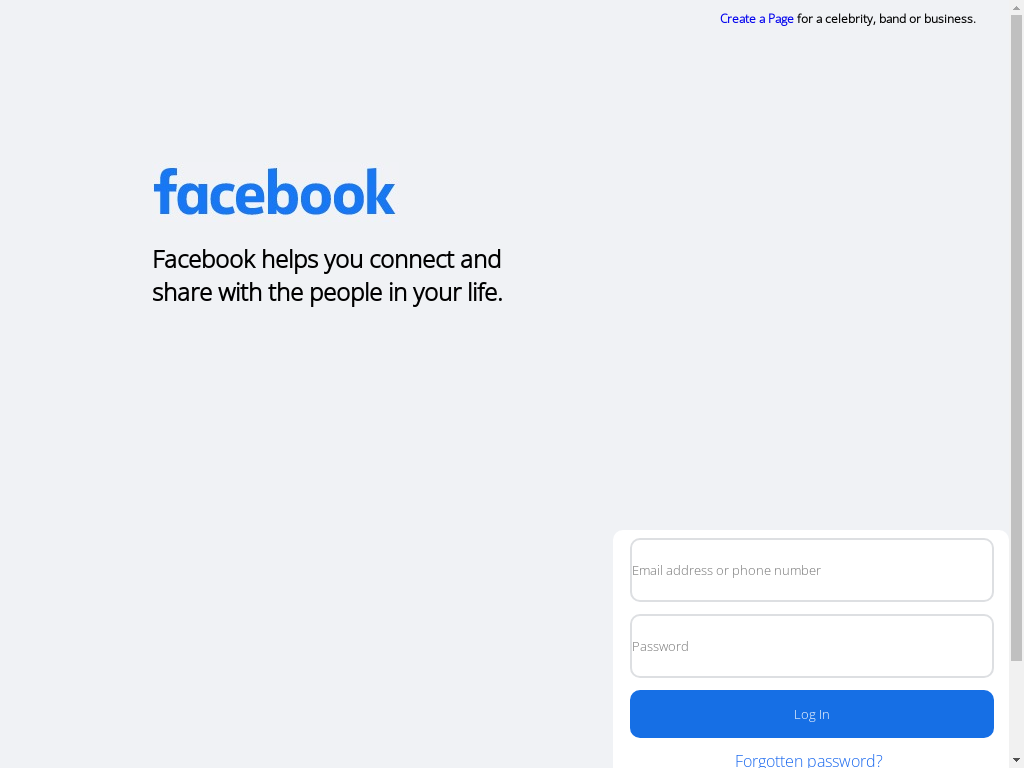 Create a Page for a celebrity, band or business.
facebook
Facebook helps you connect and
share with the people in your life.
Email address or phone number
Password
Log In
Forgotten password?